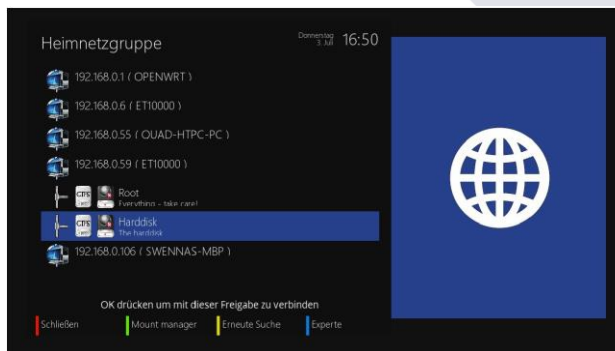 Heimnetzgruppe
Donnerstag
3. Juli
16:50
192.168.0.1 ( OPENWRT )
192.168.0.6 ( ET10000 )
192.168.0.55 ( QUAD-HTPC-PC )
192.168.0.59 ( ET10000 )
CIFS
Root
Everything - take care!
CIFS
Harddisk
The harddisk
192.168.0.106 ( SWENNAS-MBP )
OK drücken um mit dieser Freigabe zu verbinden
Schließen Mount manager Erneute Suche Experte